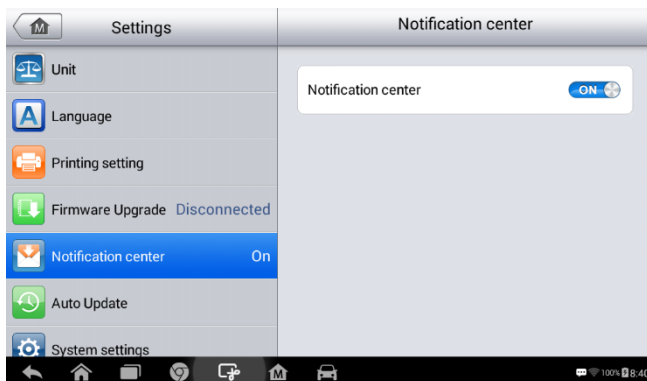 Settings
Notification center
Unit
Notification center ON
Language
Printing setting
Firmware Upgrade Disconnected
Notification center On
Auto Update
System settings
100% 8:40